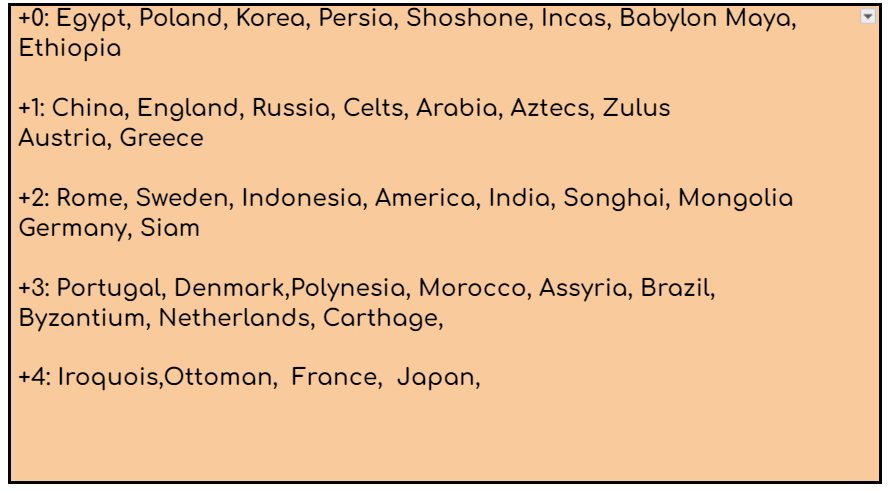 +0: Egypt, Poland, Korea, Persia, Shoshone, Incas, Babylon Maya,
Ethiopia
+1: China, England, Russia, Celts, Arabia, Aztecs, Zulus
Austria, Greece
+2: Rome, Sweden, Indonesia, America, India, Songhai, Mongolia
Germany, Siam
+3: Portugal, Denmark,Polynesia, Morocco, Assyria, Brazil,
Byzantium, Netherlands, Carthage,
+4: Iroquois,Ottoman,  France,  Japan,